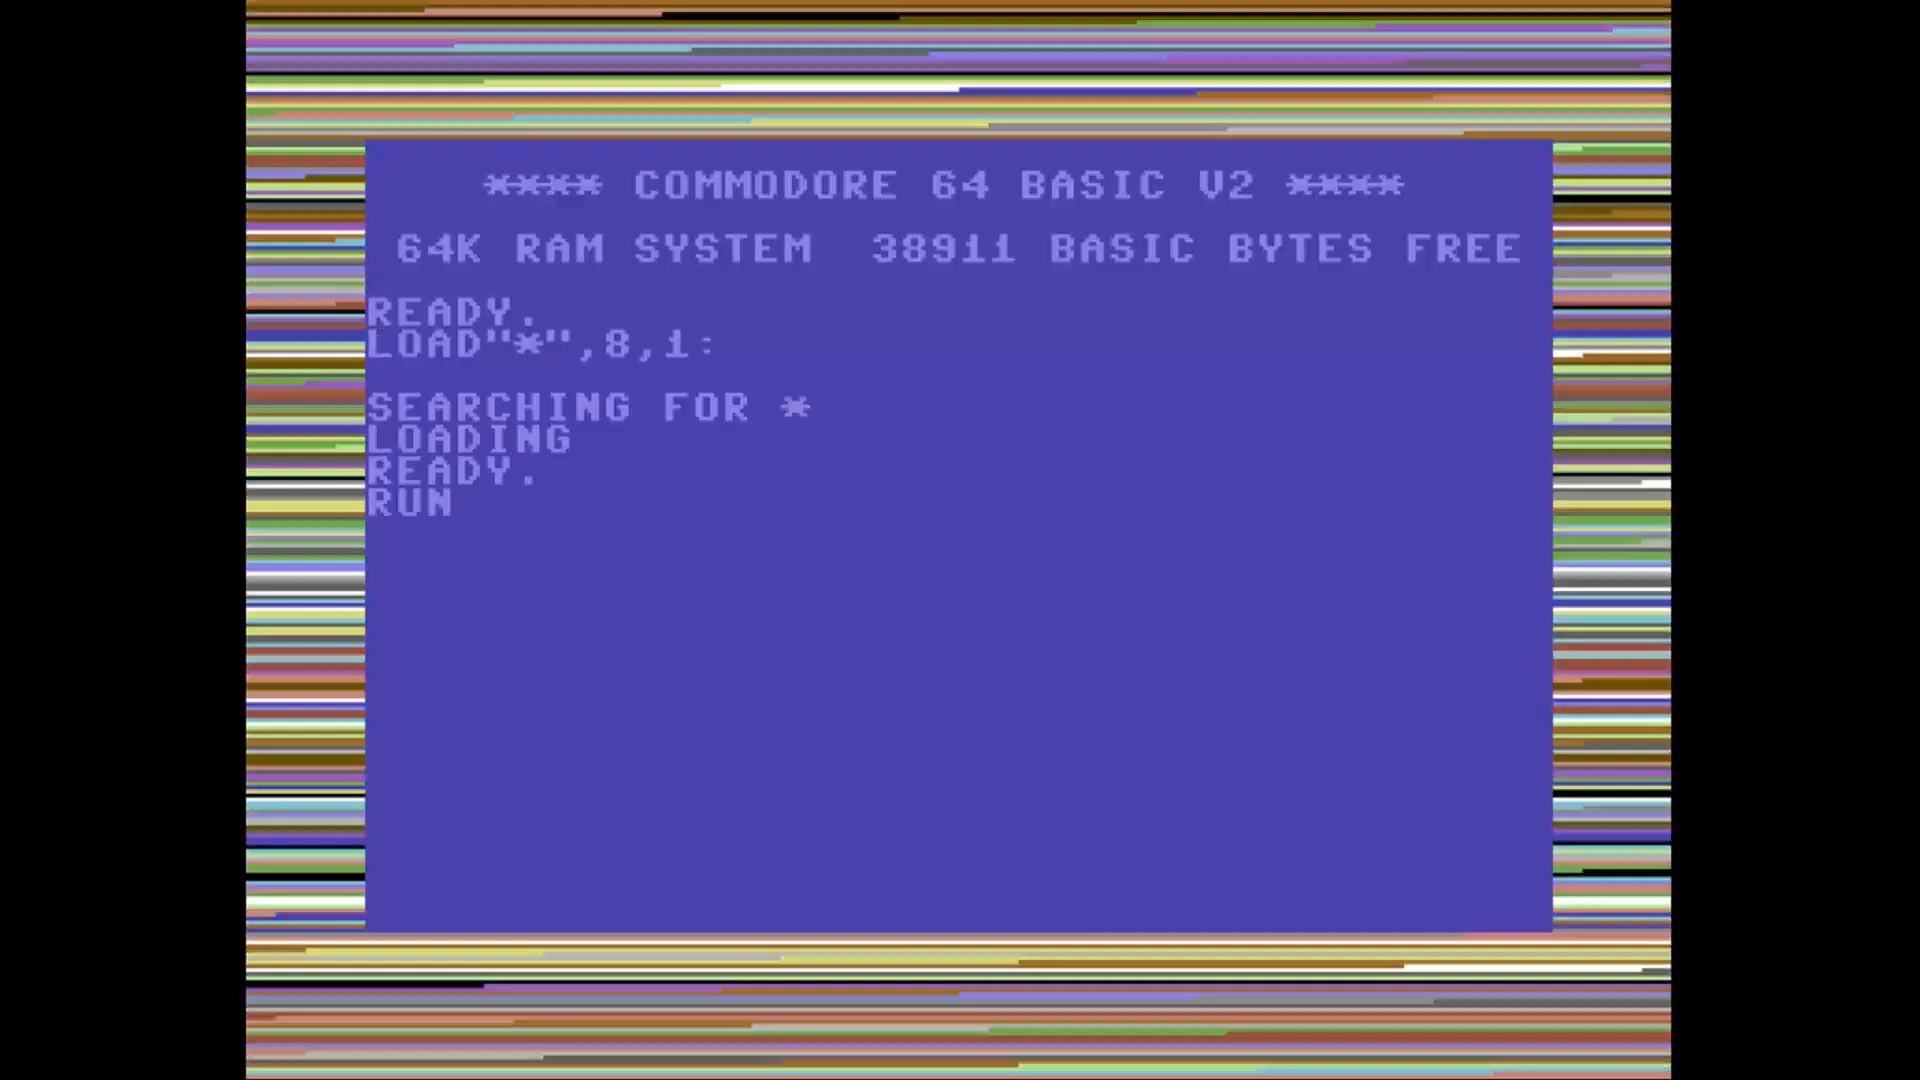 **** COMMODORE 64 BASIC V2 ****
64K RAM SYSTEM  38911 BASIC BYTES FREE
READY.
LOAD"*",8,1:
SEARCHING FOR *
LOADING
READY.
RUN